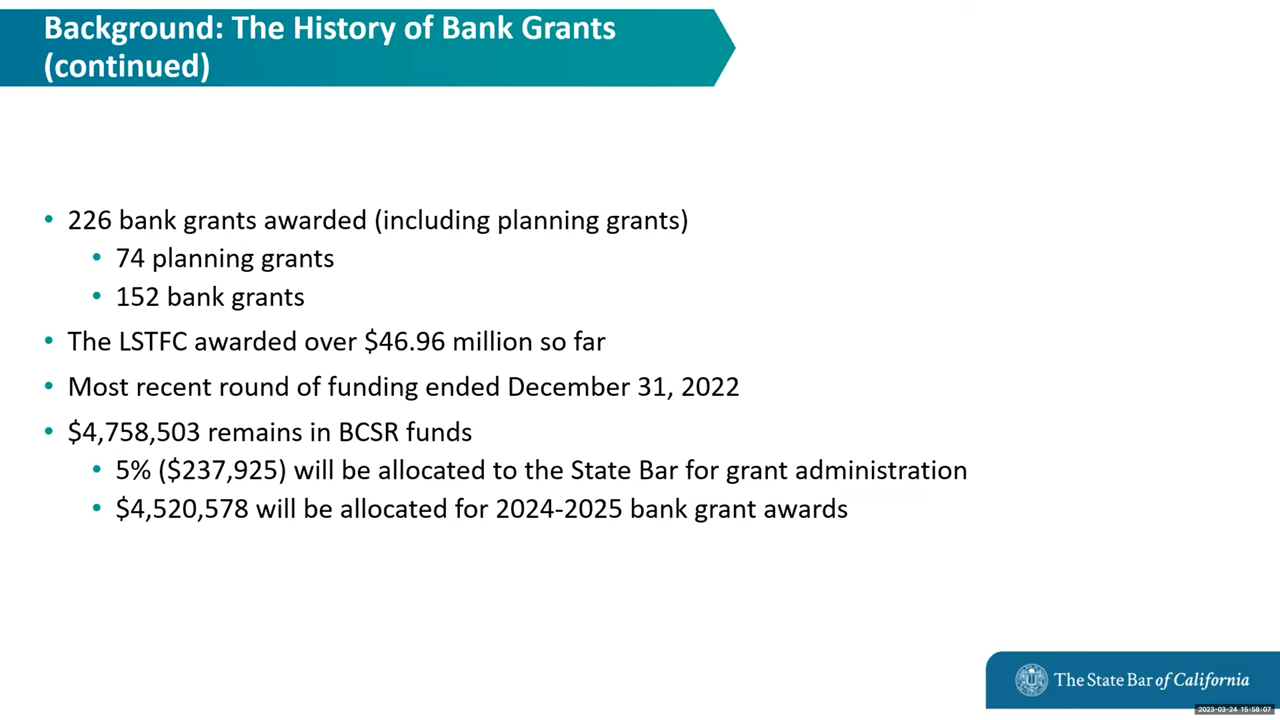 Background: The History of Bank Grants
(continued)
• 226 bank grants awarded (including planning grants)
• 74 planning grants
• 152 bank grants
• The LSTFC awarded over $46.96 million so far
• Most recent round of funding ended December 31, 2022
• $4,758,503 remains in BCSR funds
• 5% ($237,925) will be allocated to the State Bar for grant administration
• $4,520,578 will be allocated for 2024-2025 bank grant awards
The State Bar of California
2023-03-24 15:58:07